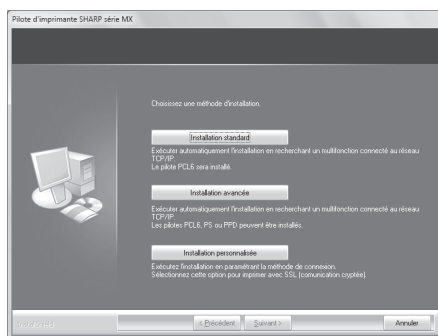 Pilote d'imprimante SHARP série MX
Choisissez une méthode d'installation.
Installation standard
Exécuter automatiquement l'installation en recherchant un multifonction connecté au réseau
TCP/IP.
Le pilote PCL6 sera installé.
Installation avancée
Exécuter automatiquement l'installation en recherchant un multifonction connecté au réseau
TCP/IP.
Les pilotes PCL6, PS ou PPD peuvent être installés.
Installation personnalisée
Exécutez l'installation en paramétrant la méthode de connexion.
Sélectionnez cette option pour imprimer avec SSL (comunication cryptée).
InstallShield
< Précédent
Suivant >
Annuler